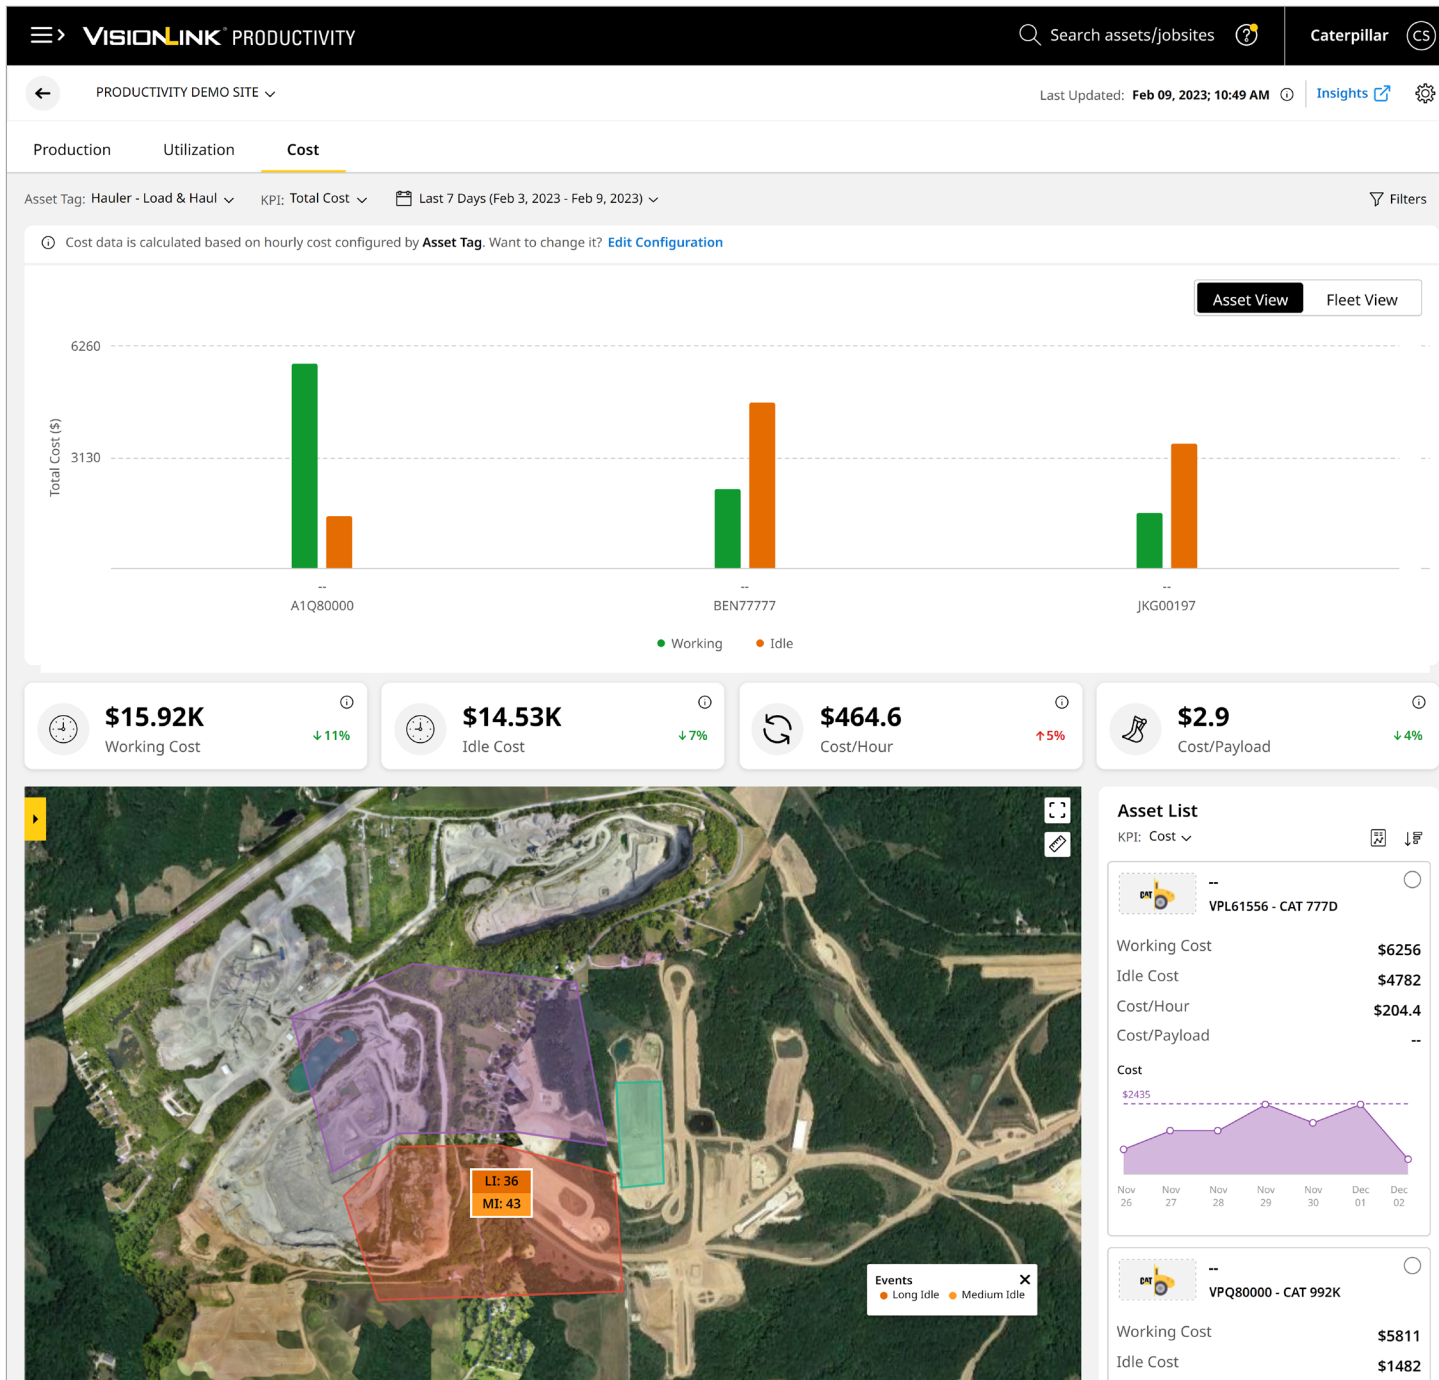 VISIONLINK® PRODUCTIVITY
Search assets/jobsites
?
Caterpillar
CS
PRODUCTIVITY DEMO SITE
Last Updated: Feb 09, 2023; 10:49 AM
Insights
Production
Utilization
Cost
Asset Tag: Hauler - Load & Haul
KPI: Total Cost
Last 7 Days (Feb 3, 2023 - Feb 9, 2023)
Filters
Cost data is calculated based on hourly cost configured by Asset Tag. Want to change it? Edit Configuration
Asset View
Fleet View
Total Cost ($)
6260
3130
--
A1Q80000
--
BEN77777
--
JKG00197
Working
Idle
$15.92K
Working Cost
↓11%
$14.53K
Idle Cost
↓7%
$464.6
Cost/Hour
↑5%
$2.9
Cost/Payload
↓4%
LI: 36
MI: 43
Events
Long Idle
Medium Idle
Asset List
KPI: Cost
CAT
--
VPL61556 - CAT 777D
Working Cost $6256
Idle Cost $4782
Cost/Hour $204.4
Cost/Payload --
Cost
$2435
Nov 26
Nov 27
Nov 28
Nov 29
Nov 30
Dec 01
Dec 02
CAT
--
VPQ80000 - CAT 992K
Working Cost $5811
Idle Cost $1482